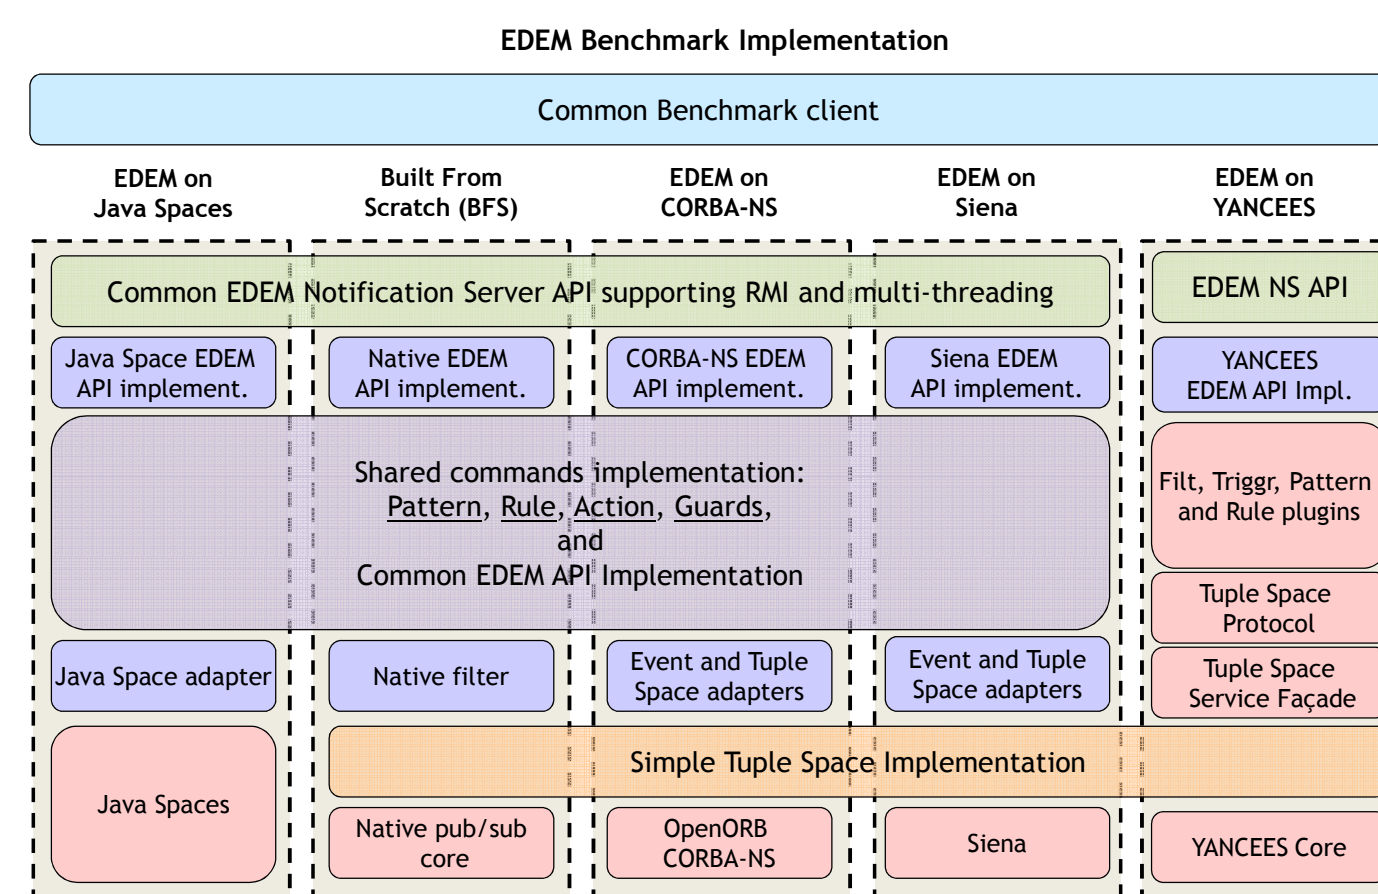 EDEM Benchmark Implementation
Common Benchmark client
EDEM on
Java Spaces
Built From
Scratch (BFS)
EDEM on
CORBA-NS
EDEM on
Siena
EDEM on
YANCEES
Common EDEM Notification Server API supporting RMI and multi-threading
EDEM NS API
Java Space EDEM
API implement.
Native EDEM
API implement.
CORBA-NS EDEM
API implement.
Siena EDEM
API implement.
YANCEES
EDEM API Impl.
Shared commands implementation:
Pattern, Rule, Action, Guards,
and
Common EDEM API Implementation
Filt, Triggr, Pattern
and Rule plugins
Tuple Space
Protocol
Java Space adapter
Native filter
Event and Tuple
Space adapters
Event and Tuple
Space adapters
Tuple Space
Service Façade
Java Spaces
Simple Tuple Space Implementation
Native pub/sub
core
OpenORB
CORBA-NS
Siena
YANCEES Core